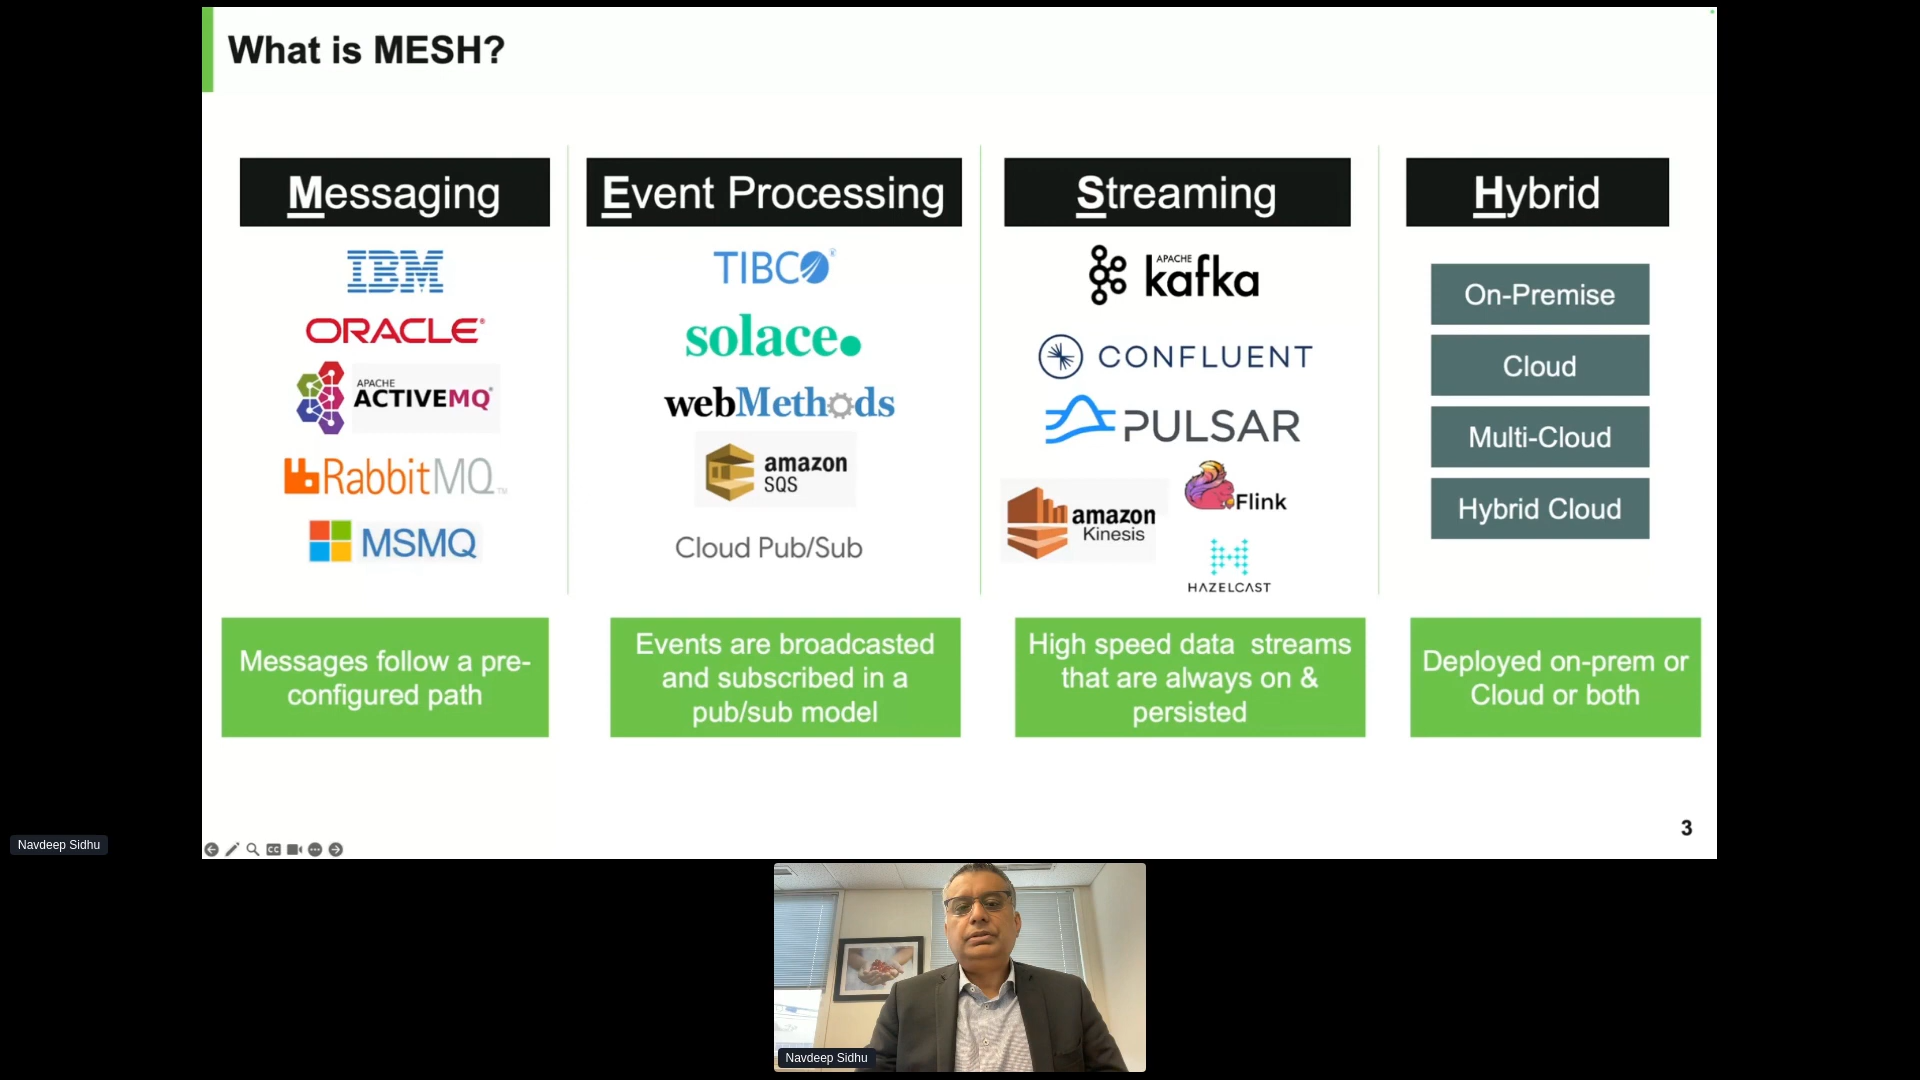 What is MESH?
Messaging
IBM
ORACLE®
APACHE
ACTIVEMQ
RabbitMQ™
MSMQ
Messages follow a pre-
configured path
Event Processing
TIBCO®
solace
webMethods
amazon
SQS
Cloud Pub/Sub
Events are broadcasted
and subscribed in a
pub/sub model
Streaming
APACHE
kafka
CONFLUENT
PULSAR
amazon
Kinesis
Flink
HAZELCAST
High speed data  streams
that are always on &
persisted
Hybrid
On-Premise
Cloud
Multi-Cloud
Hybrid Cloud
Deployed on-prem or
Cloud or both
3
CC
Navdeep Sidhu
Navdeep Sidhu